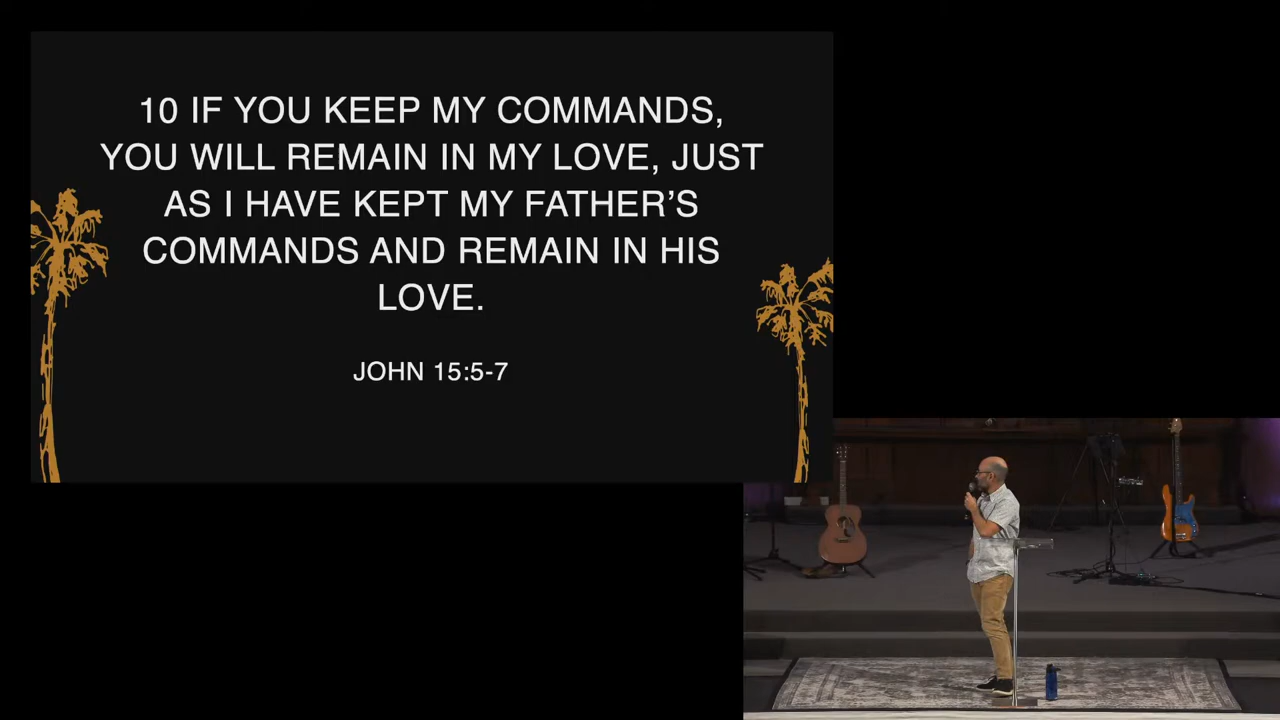 10 IF YOU KEEP MY COMMANDS,
YOU WILL REMAIN IN MY LOVE, JUST
AS I HAVE KEPT MY FATHER’S
COMMANDS AND REMAIN IN HIS
LOVE.
JOHN 15:5-7